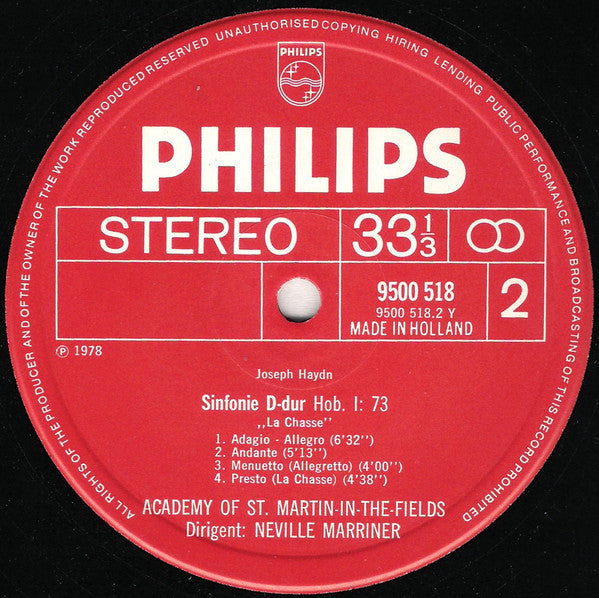 ALL RIGHTS OF THE PRODUCER AND OF THE OWNER OF THE WORK REPRODUCED RESERVED UNAUTHORISED COPYING HIRING LENDING PUBLIC PERFORMANCE AND BROADCASTING OF THIS RECORD PROHIBITED
PHILIPS
PHILIPS
STEREO 33 1/3
9500 518
9500 518.2 Y
MADE IN HOLLAND
2
℗ 1978
Joseph Haydn
Sinfonie D-dur Hob. I: 73
,,La Chasse"
1. Adagio - Allegro (6'32'')
2. Andante (5'13'')
3. Menuetto (Allegretto) (4'00'')
4. Presto (La Chasse) (4'38'')
ACADEMY OF ST. MARTIN-IN-THE-FIELDS
Dirigent: NEVILLE MARRINER